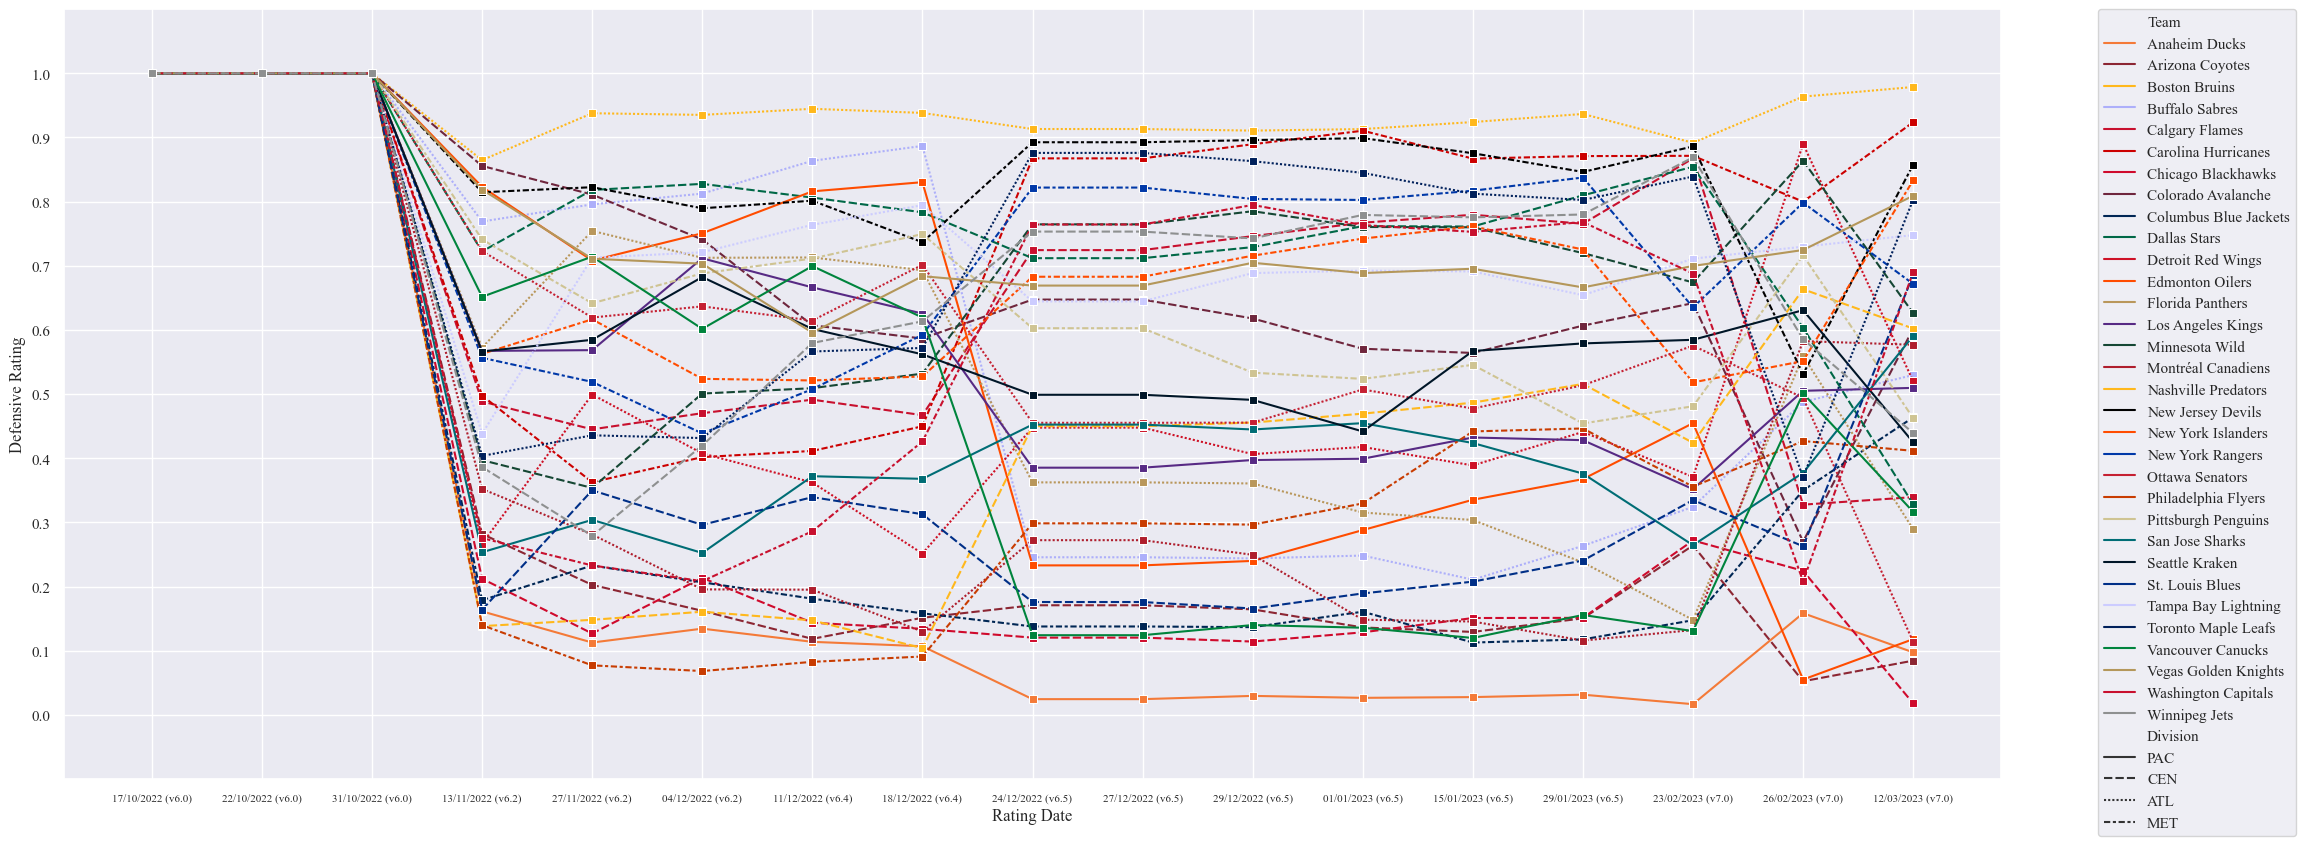 Defensive Rating
1.0
0.9
0.8
0.7
0.6
0.5
0.4
0.3
0.2
0.1
0.0
17/10/2022 (v6.0)
22/10/2022 (v6.0)
31/10/2022 (v6.0)
13/11/2022 (v6.2)
27/11/2022 (v6.2)
04/12/2022 (v6.2)
11/12/2022 (v6.4)
18/12/2022 (v6.4)
24/12/2022 (v6.5)
27/12/2022 (v6.5)
29/12/2022 (v6.5)
01/01/2023 (v6.5)
15/01/2023 (v6.5)
29/01/2023 (v6.5)
23/02/2023 (v7.0)
26/02/2023 (v7.0)
12/03/2023 (v7.0)
Rating Date
Team
Anaheim Ducks
Arizona Coyotes
Boston Bruins
Buffalo Sabres
Calgary Flames
Carolina Hurricanes
Chicago Blackhawks
Colorado Avalanche
Columbus Blue Jackets
Dallas Stars
Detroit Red Wings
Edmonton Oilers
Florida Panthers
Los Angeles Kings
Minnesota Wild
Montréal Canadiens
Nashville Predators
New Jersey Devils
New York Islanders
New York Rangers
Ottawa Senators
Philadelphia Flyers
Pittsburgh Penguins
San Jose Sharks
Seattle Kraken
St. Louis Blues
Tampa Bay Lightning
Toronto Maple Leafs
Vancouver Canucks
Vegas Golden Knights
Washington Capitals
Winnipeg Jets
Division
PAC
CEN
ATL
MET